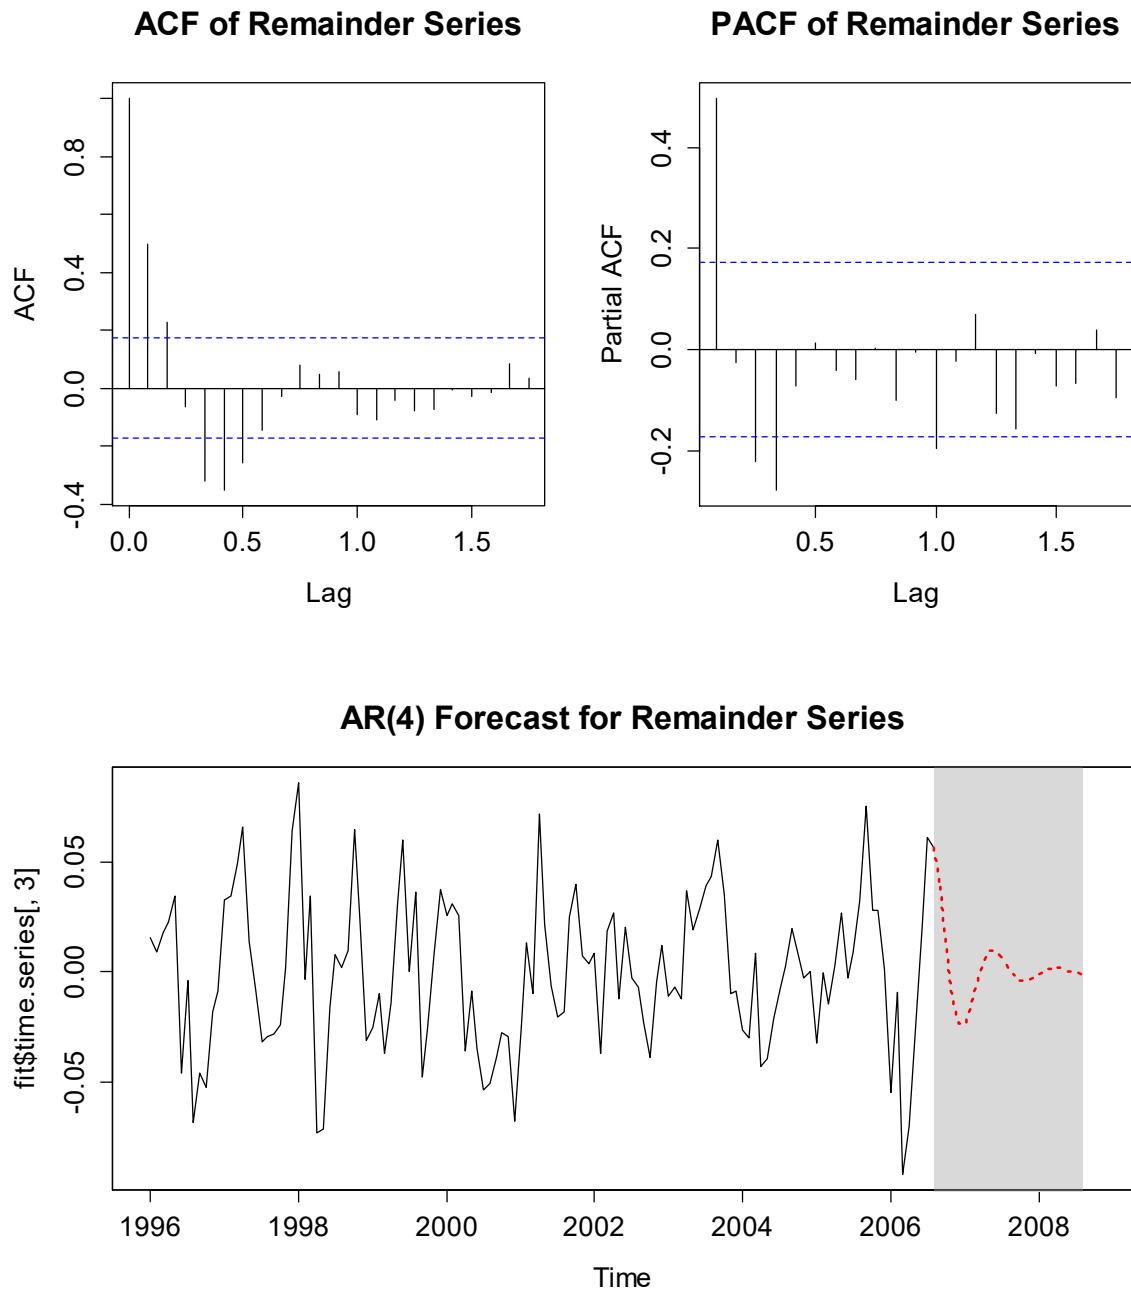 ACF of Remainder Series
ACF
0.8
0.4
0.0
-0.4
0.0 0.5 1.0 1.5
Lag
PACF of Remainder Series
Partial ACF
0.4
0.2
0.0
-0.2
0.5 1.0 1.5
Lag
AR(4) Forecast for Remainder Series
fit$time.series[, 3]
0.05
0.00
-0.05
1996 1998 2000 2002 2004 2006 2008
Time